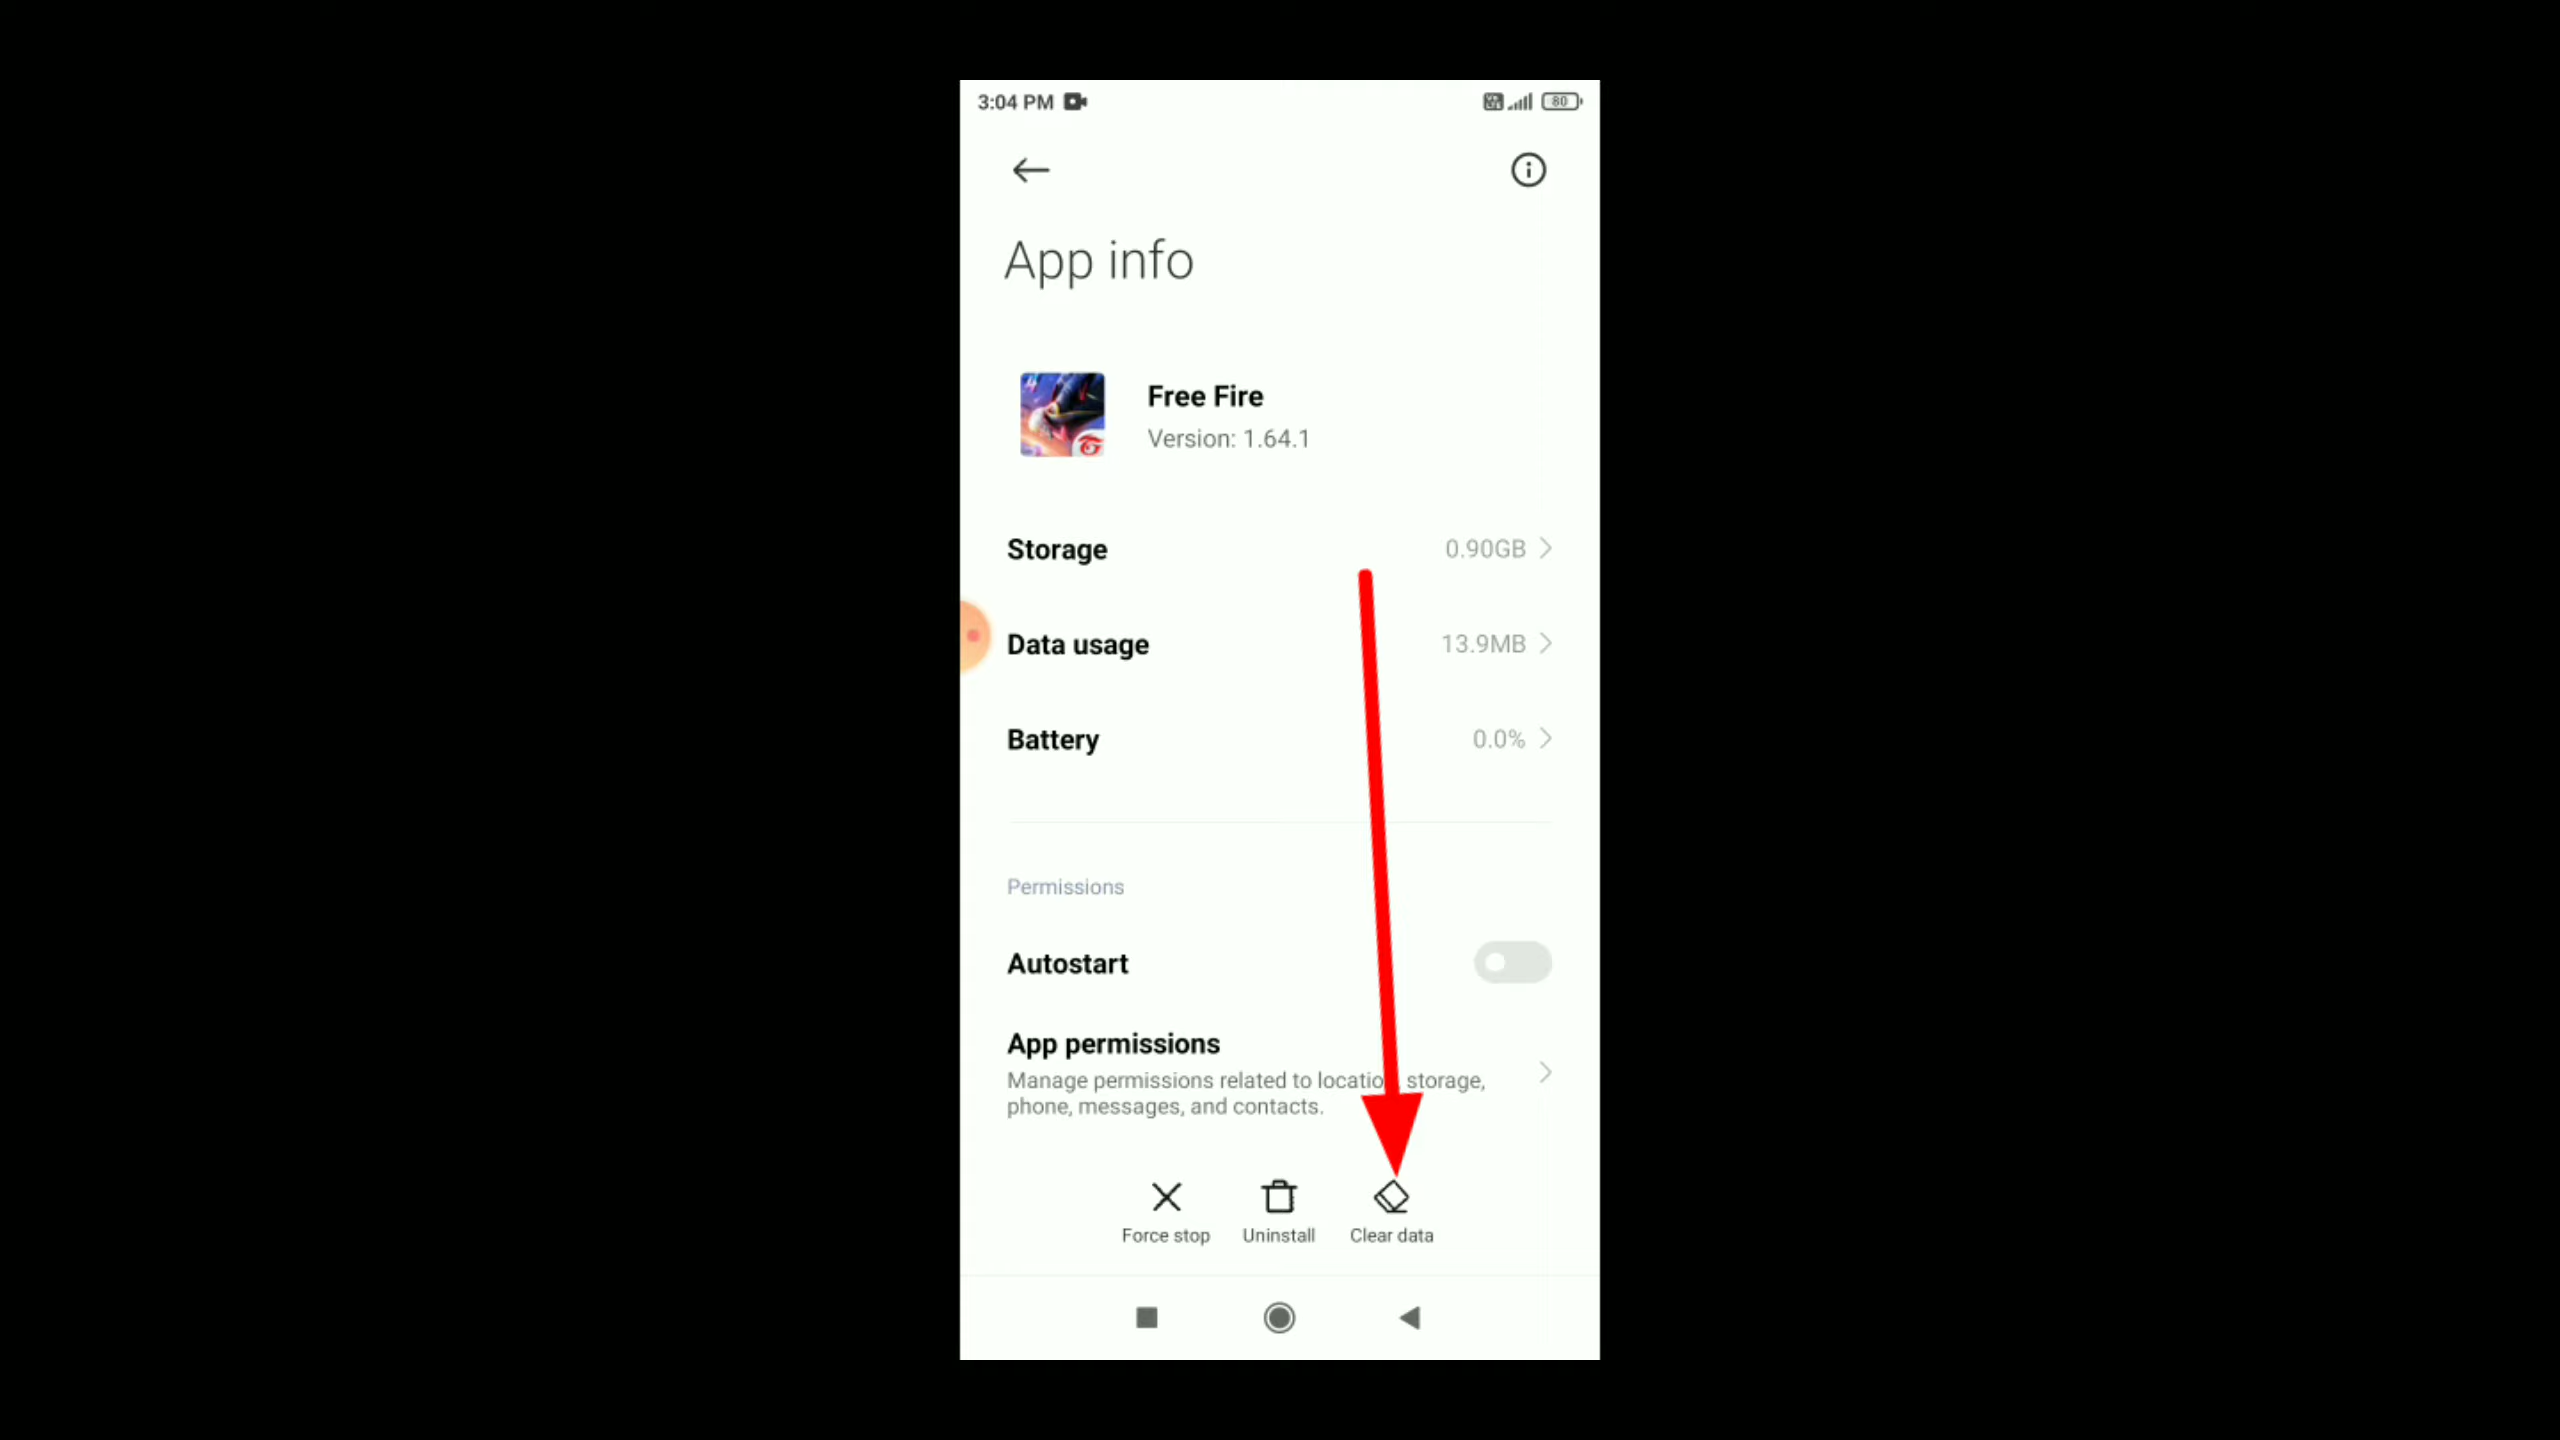 3:04 PM
80
App info
Free Fire
Version: 1.64.1
Storage
0.90GB
Data usage
13.9MB
Battery
0.0%
Permissions
Autostart
App permissions
Manage permissions related to location, storage,
phone, messages, and contacts.
Force stop
Uninstall
Clear data